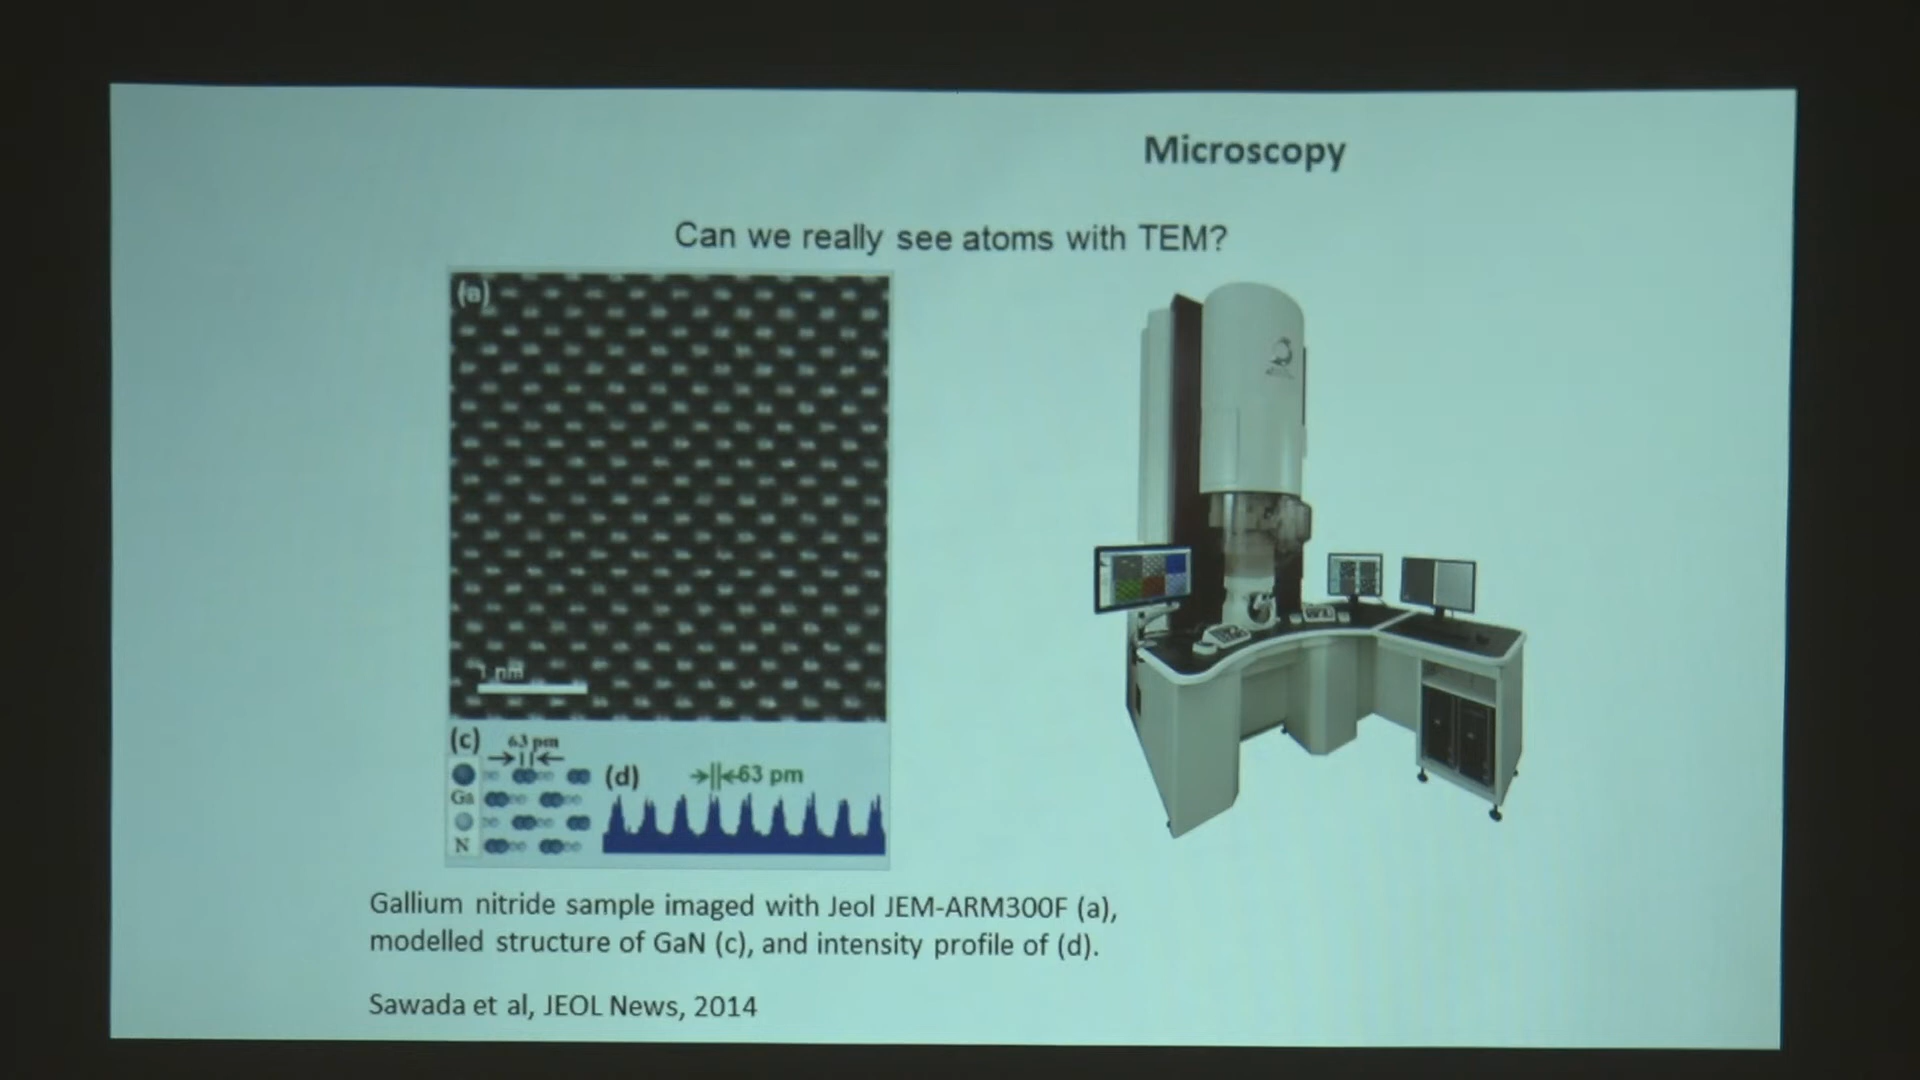 Microscopy
Can we really see atoms with TEM?
(a)
1 nm
(c)
63 pm
Ga
N
(d)
63 pm
Gallium nitride sample imaged with Jeol JEM-ARM300F (a),
modelled structure of GaN (c), and intensity profile of (d).
Sawada et al, JEOL News, 2014